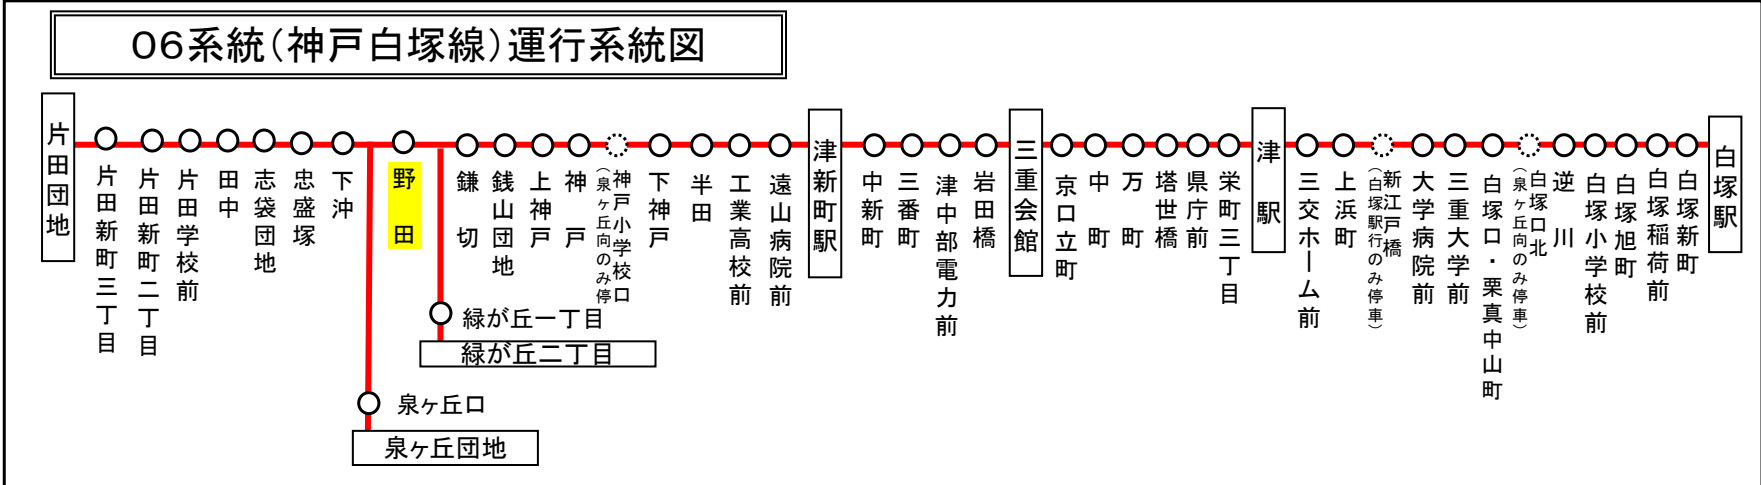 06系統(神戸白塚線)運行系統図
片田団地
片田新町三丁目
片田新町二丁目
片田学校前
田中
志袋団地
忠盛塚
下沖
野田
鎌切
銭山団地
上神戸
神戸
神戸小学校口
(泉ヶ丘向のみ停
下神戸
半田
工業高校前
遠山病院前
津新町駅
中新町
三番町
津中部電力前
岩田橋
三重会館
京口立町
中町
万町
塔世橋
県庁前
栄町三丁目
津駅
三交ホーム前
上浜町
新江戸橋
(白塚駅行のみ停車)
大学病院前
三重大学前
白塚口・栗真中山町
白塚口北
(泉ヶ丘向のみ停車)
逆川
白塚小学校前
白塚旭町
白塚稲荷前
白塚新町
白塚駅
緑が丘一丁目
緑が丘二丁目
泉ヶ丘口
泉ヶ丘団地